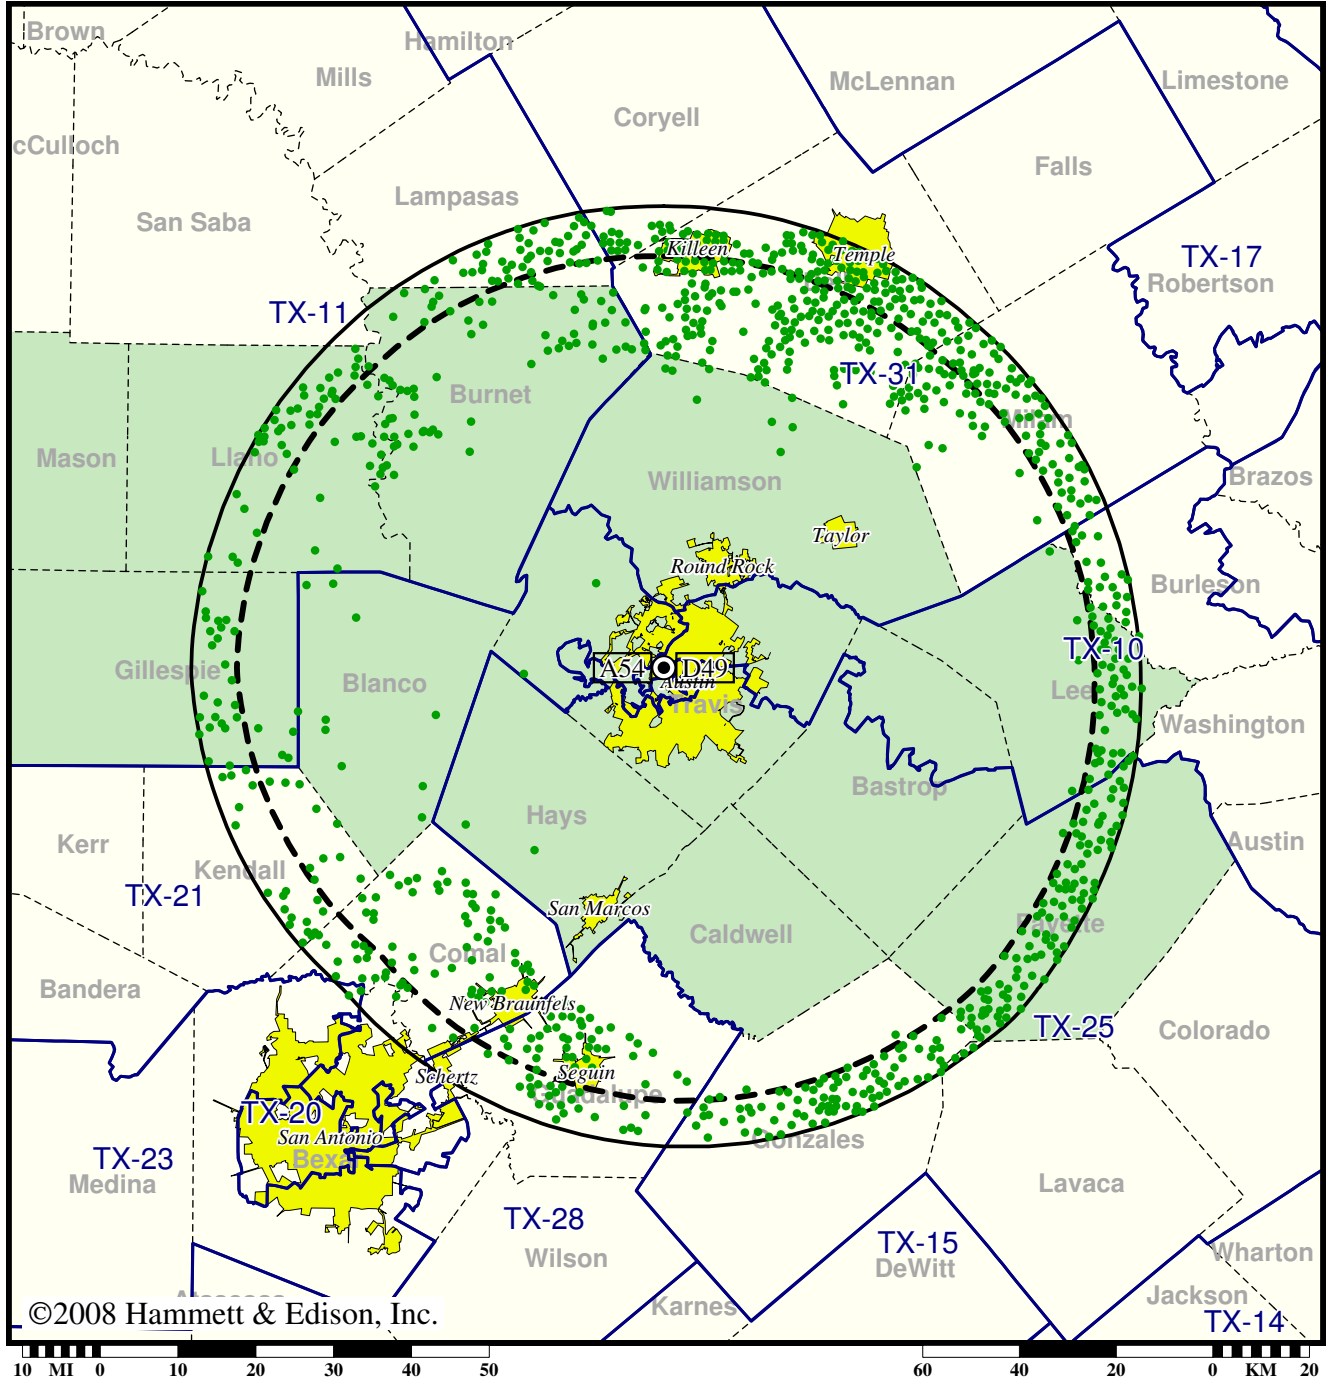 Brown
Hamilton
Mills
McLennan
Limestone
Coryell
cCulloch
Falls
Lampasas
San Saba
Killeen
Temple
TX-17
Robertson
TX-11
TX-31
Burnet
Milam
Mason
Llano
Williamson
Brazos
Taylor
Round Rock
Burleson
TX-10
A54
D49
Austin
Gillespie
Blanco
Lee
Travis
Washington
Bastrop
Hays
Kerr
Austin
Kendall
TX-21
San Marcos
Fayette
Caldwell
Comal
Bandera
New Braunfels
TX-25
Colorado
Schertz
Seguin
Guadalupe
TX-20
San Antonio
Gonzales
Bexar
TX-23
Medina
Lavaca
TX-28
TX-15
Wilson
DeWitt
Wharton
Jackson
Karnes
TX-14
©2008 Hammett & Edison, Inc.
10 MI 0 10 20 30 40 50
60 40 20 0 KM 20